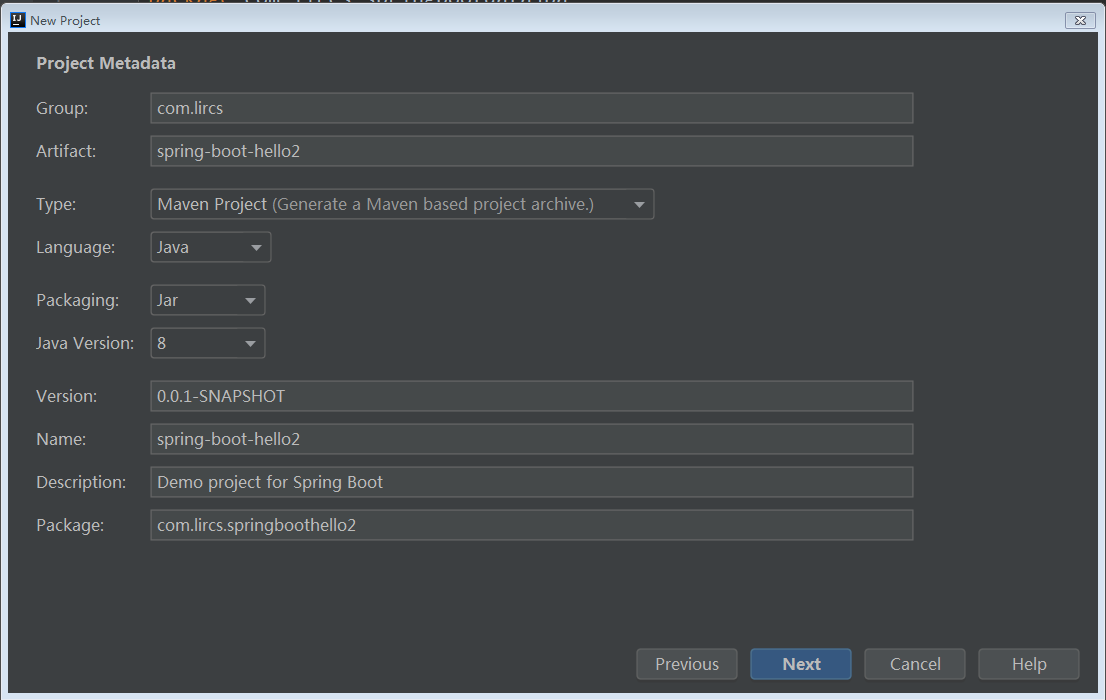 New Project
Project Metadata
Group: com.lircs
Artifact: spring-boot-hello2
Type: Maven Project (Generate a Maven based project archive.)
Language: Java
Packaging: Jar
Java Version: 8
Version: 0.0.1-SNAPSHOT
Name: spring-boot-hello2
Description: Demo project for Spring Boot
Package: com.lircs.springboothello2
Previous Next Cancel Help